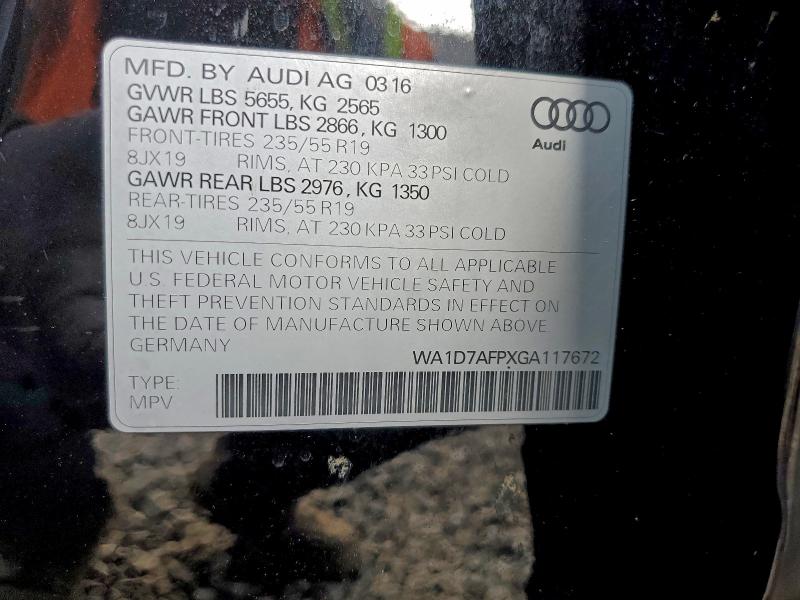 MFD. BY AUDI AG 03 16
GVWR LBS 5655, KG 2565
GAWR FRONT LBS 2866, KG 1300
FRONT-TIRES 235/55 R19
8JX19 RIMS, AT 230 KPA 33 PSI COLD
GAWR REAR LBS 2976, KG 1350
REAR-TIRES 235/55 R19
8JX19 RIMS, AT 230 KPA 33 PSI COLD
Audi
THIS VEHICLE CONFORMS TO ALL APPLICABLE
U.S. FEDERAL MOTOR VEHICLE SAFETY AND
THEFT PREVENTION STANDARDS IN EFFECT ON
THE DATE OF MANUFACTURE SHOWN ABOVE.
GERMANY
WA1D7AFPXGA117672
TYPE:
MPV